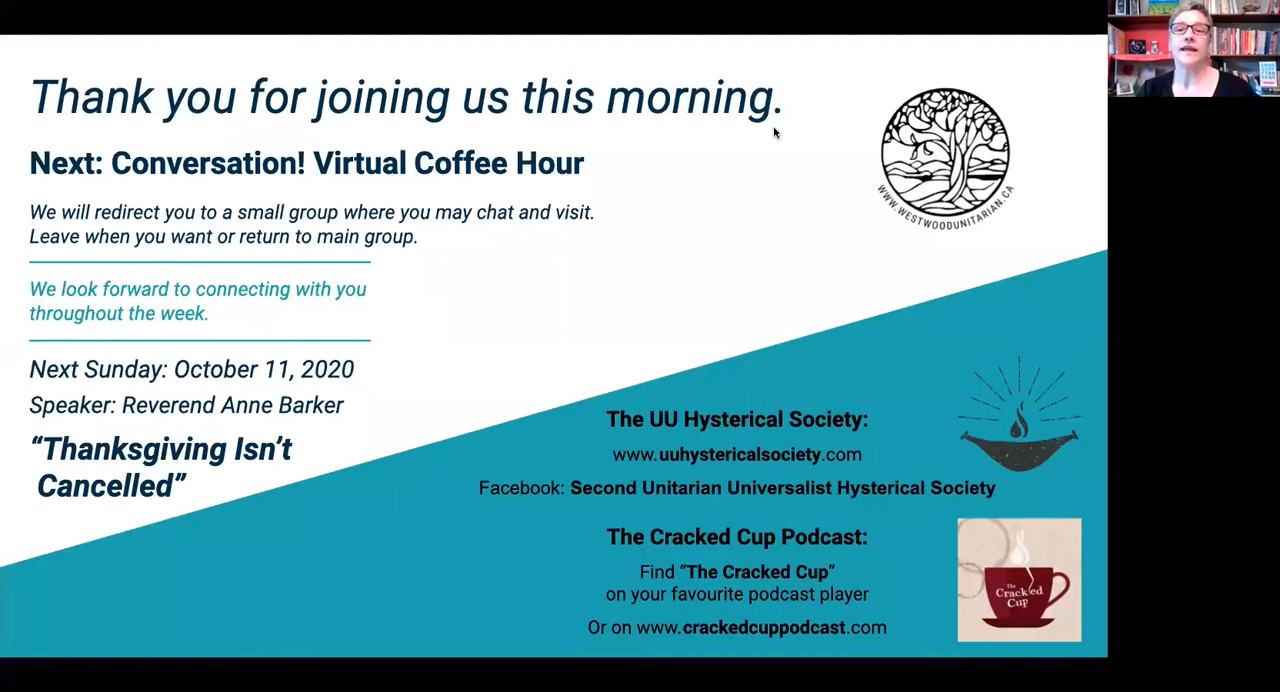 Thank you for joining us this morning.
Next: Conversation! Virtual Coffee Hour
We will redirect you to a small group where you may chat and visit.
Leave when you want or return to main group.
We look forward to connecting with you
throughout the week.
Next Sunday: October 11, 2020
Speaker: Reverend Anne Barker
“Thanksgiving Isn’t
Cancelled”
WWW.WESTWOODUNITARIAN.CA
The UU Hysterical Society:
www.uuhystericalsociety.com
Facebook: Second Unitarian Universalist Hysterical Society
The Cracked Cup Podcast:
Find “The Cracked Cup”
on your favourite podcast player
Or on www.crackedcuppodcast.com
The
Cracked
Cup